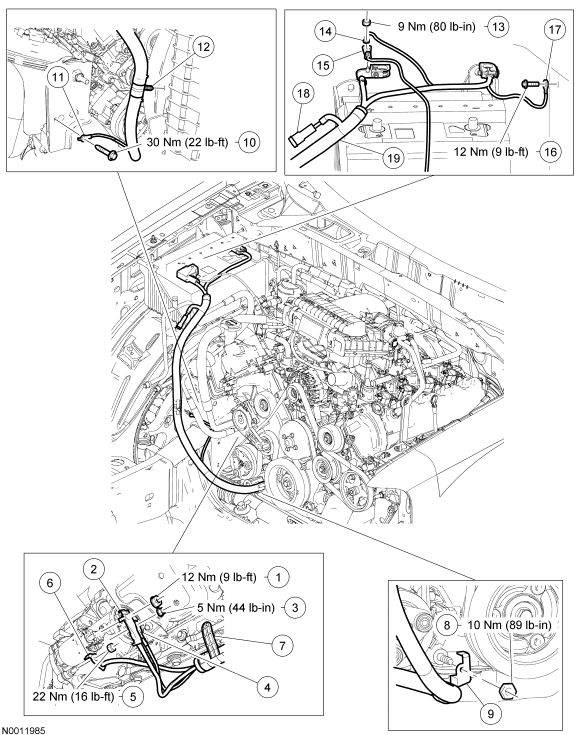 12
11
30 Nm (22 lb-ft) - 10
9 Nm (80 lb-in) - 13
14
15
17
18
19
12 Nm (9 lb-ft) - 16
2
12 Nm (9 lb-ft) - 1
6
5 Nm (44 lb-in) - 3
7
22 Nm (16 lb-ft) - 5
4
8 - 10 Nm (89 lb-in)
9
N0011985